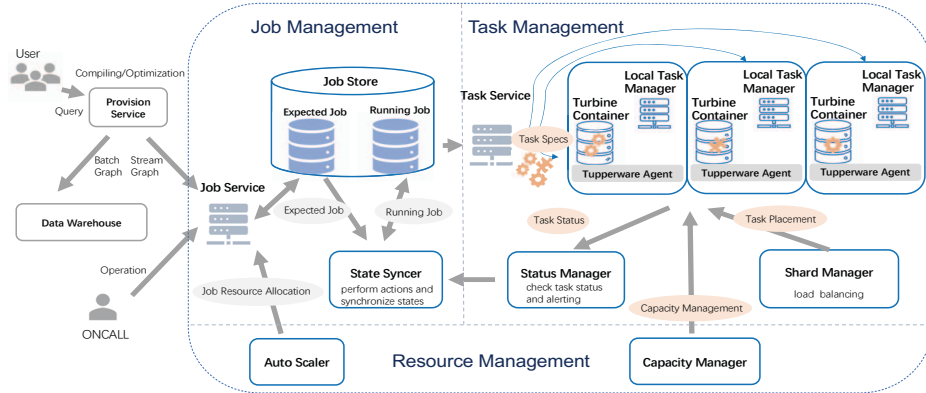 Job Management
Task Management
User
Compiling/Optimization
Query
Provision
Service
Batch
Graph
Stream
Graph
Data Warehouse
Operation
ONCALL
Job Service
Job Store
Expected Job
Running Job
Expected Job
Running Job
State Syncer
perform actions and
synchronize states
Job Resource Allocation
Auto Scaler
Task Service
Task Specs
Local Task
Manager
Turbine
Container
Tupperware Agent
Local Task
Manager
Turbine
Container
Tupperware Agent
Local Task
Manager
Turbine
Container
Tupperware Agent
Task Status
Task Placement
Status Manager
check task status
and alerting
Shard Manager
load balancing
Capacity Management
Resource Management
Capacity Manager